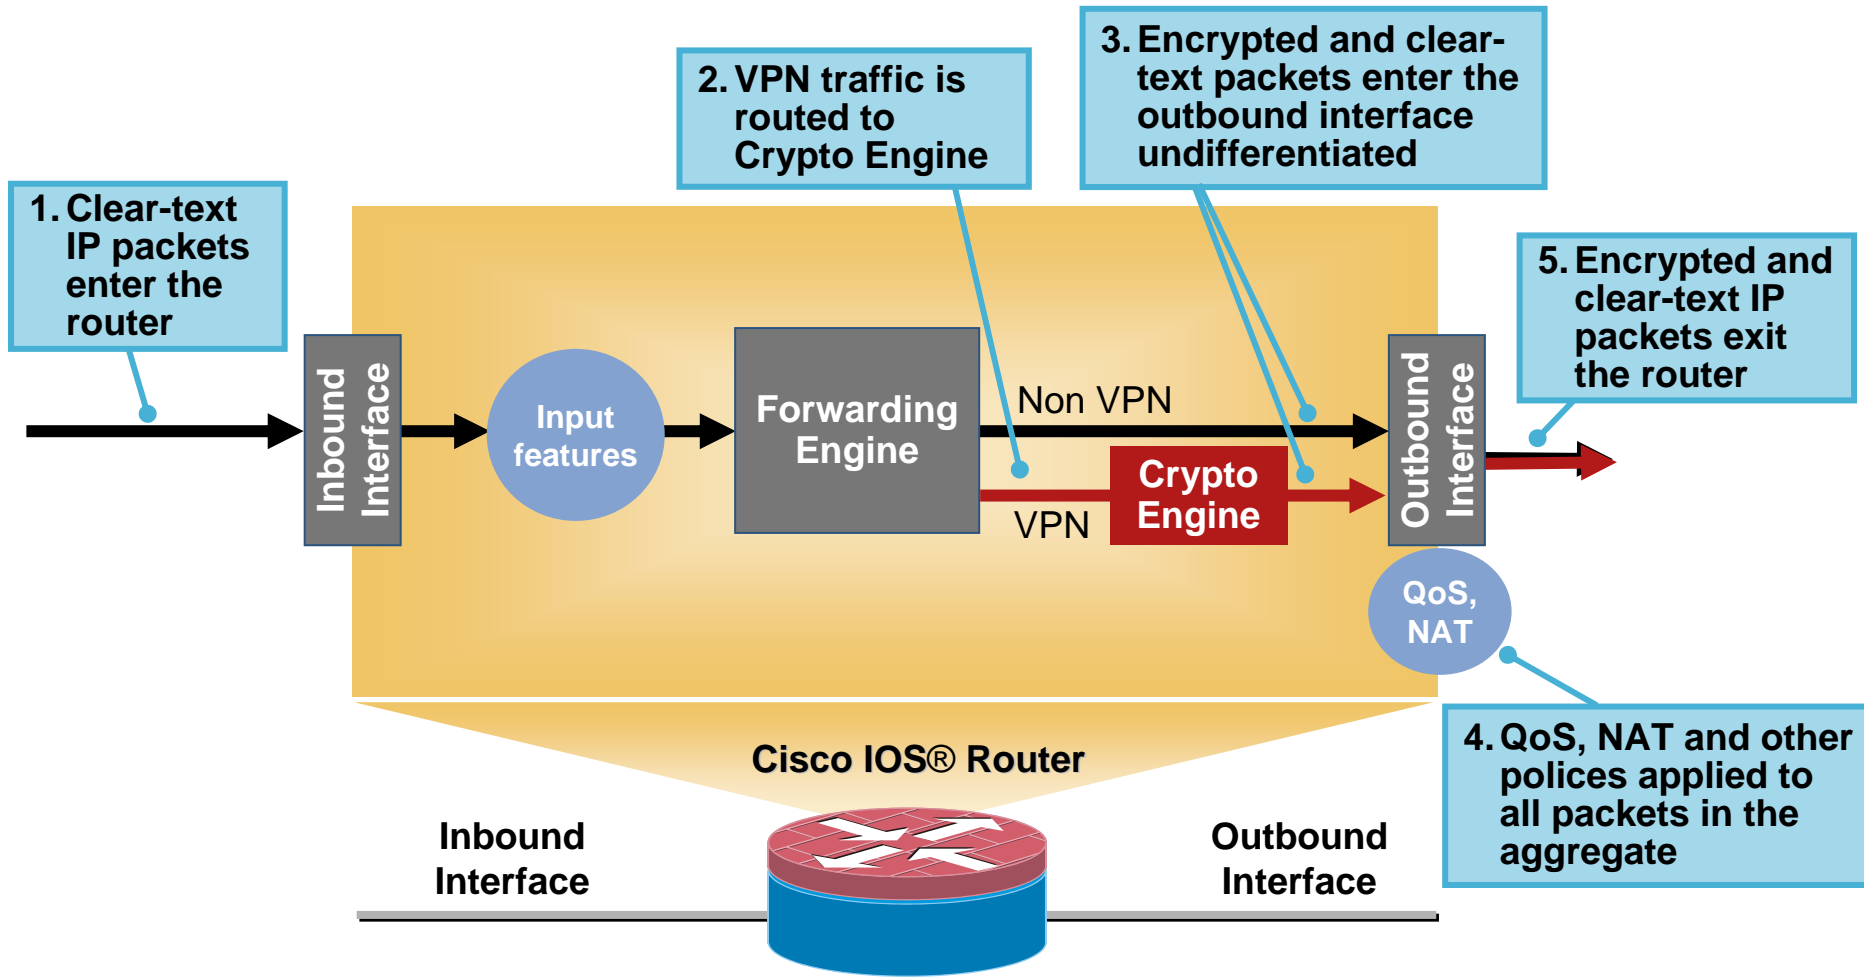 1. Clear-text
IP packets
enter the
router
2. VPN traffic is
routed to
Crypto Engine
3. Encrypted and clear-
text packets enter the
outbound interface
undifferentiated
5. Encrypted and
clear-text IP
packets exit
the router
Inbound
Interface
Input
features
Forwarding
Engine
Non VPN
VPN
Crypto
Engine
Outbound
Interface
QoS,
NAT
4. QoS, NAT and other
polices applied to
all packets in the
aggregate
Cisco IOS® Router
Inbound
Interface
Outbound
Interface